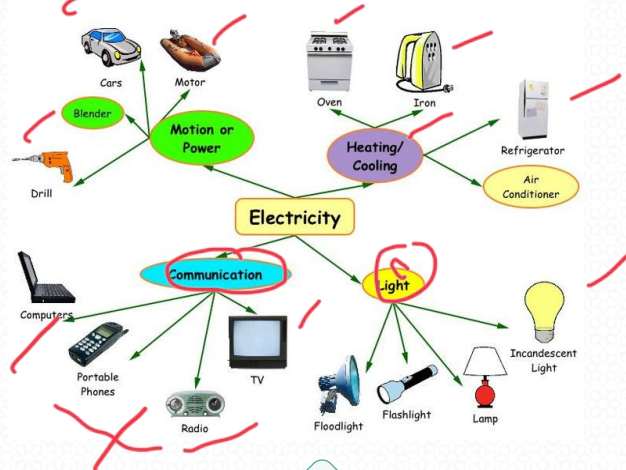 Cars
Motor
Oven
Iron
Blender
Motion or
Power
Heating/
Cooling
Refrigerator
Drill
Air
Conditioner
Electricity
Communication
Light
Computers
Portable
Phones
TV
Radio
Floodlight
Flashlight
Lamp
Incandescent
Light